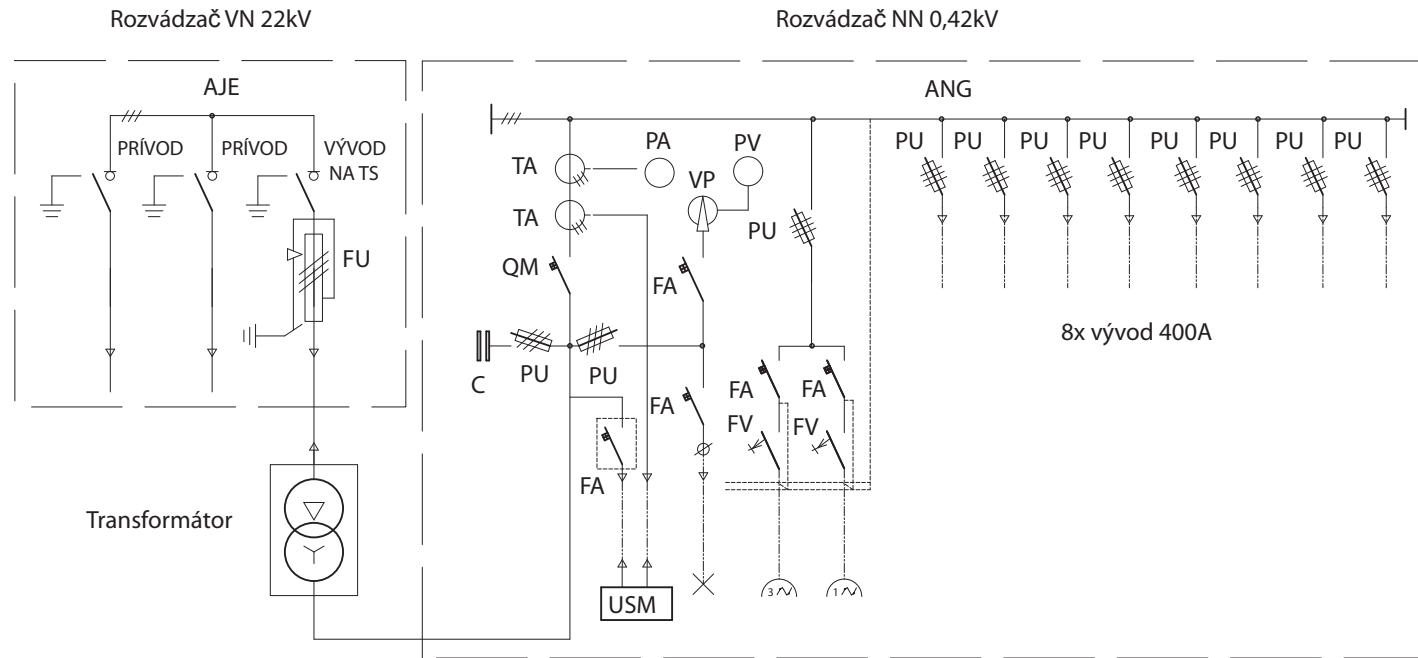 Rozvádzač VN 22kV
Rozvádzač NN 0,42kV
AJE
ANG
PRÍVOD
PRÍVOD
VÝVOD
NA TS
FU
TA
PA
PV
VP
TA
PU
QM
FA
C
PU
PU
FA
FA
FA
FA
FV
FV
PU
PU
PU
PU
PU
PU
PU
PU
8x vývod 400A
Transformátor
USM
3
1